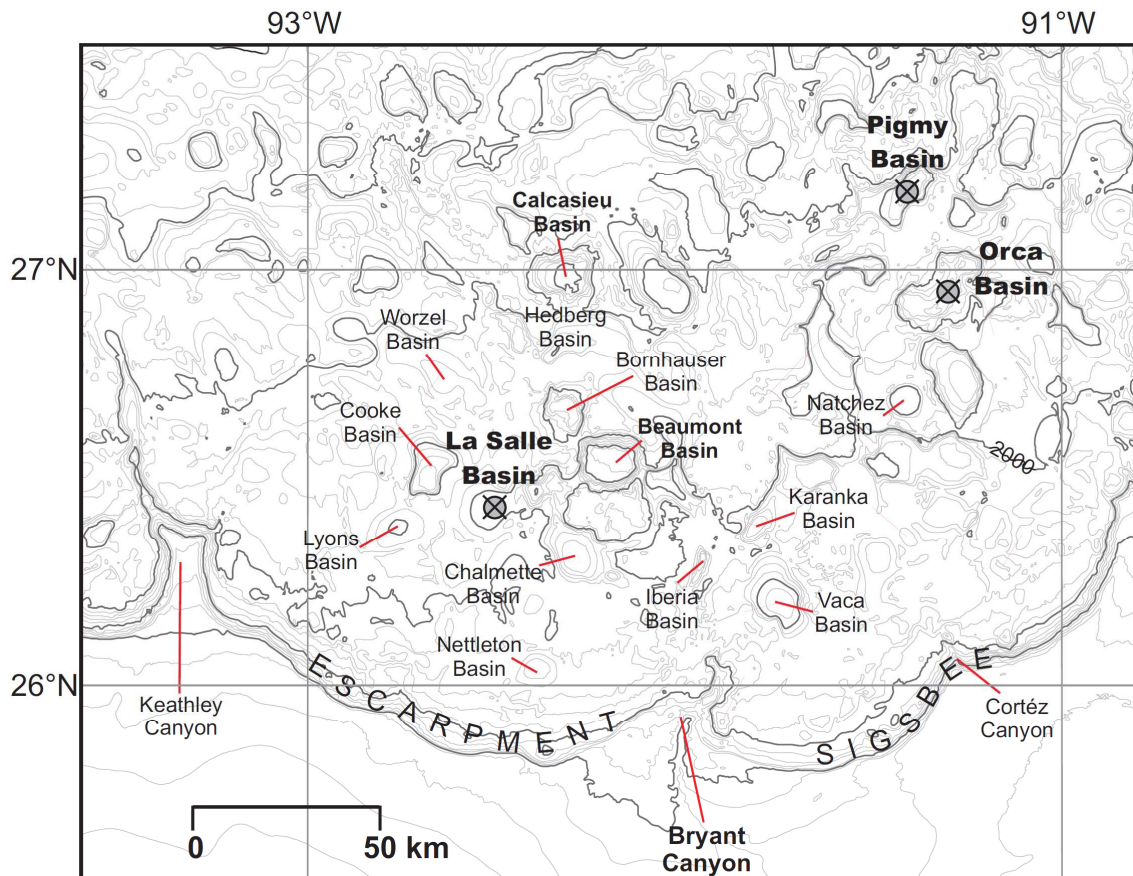 93°W
91°W
Pigmy
Basin
Calcasieu
Basin
27°N
Orca
Basin
Worzel
Basin
Hedberg
Basin
Bornhauser
Basin
Cooke
Basin
Natchez
Basin
La Salle
Basin
Beaumont
Basin
2000
Karanka
Basin
Lyons
Basin
Chalmette
Basin
Iberia
Basin
Vaca
Basin
Nettleton
Basin
26°N
Keathley
Canyon
ESCARPMENT
SIGSBEE
Cortéz
Canyon
0 50 km
Bryant
Canyon